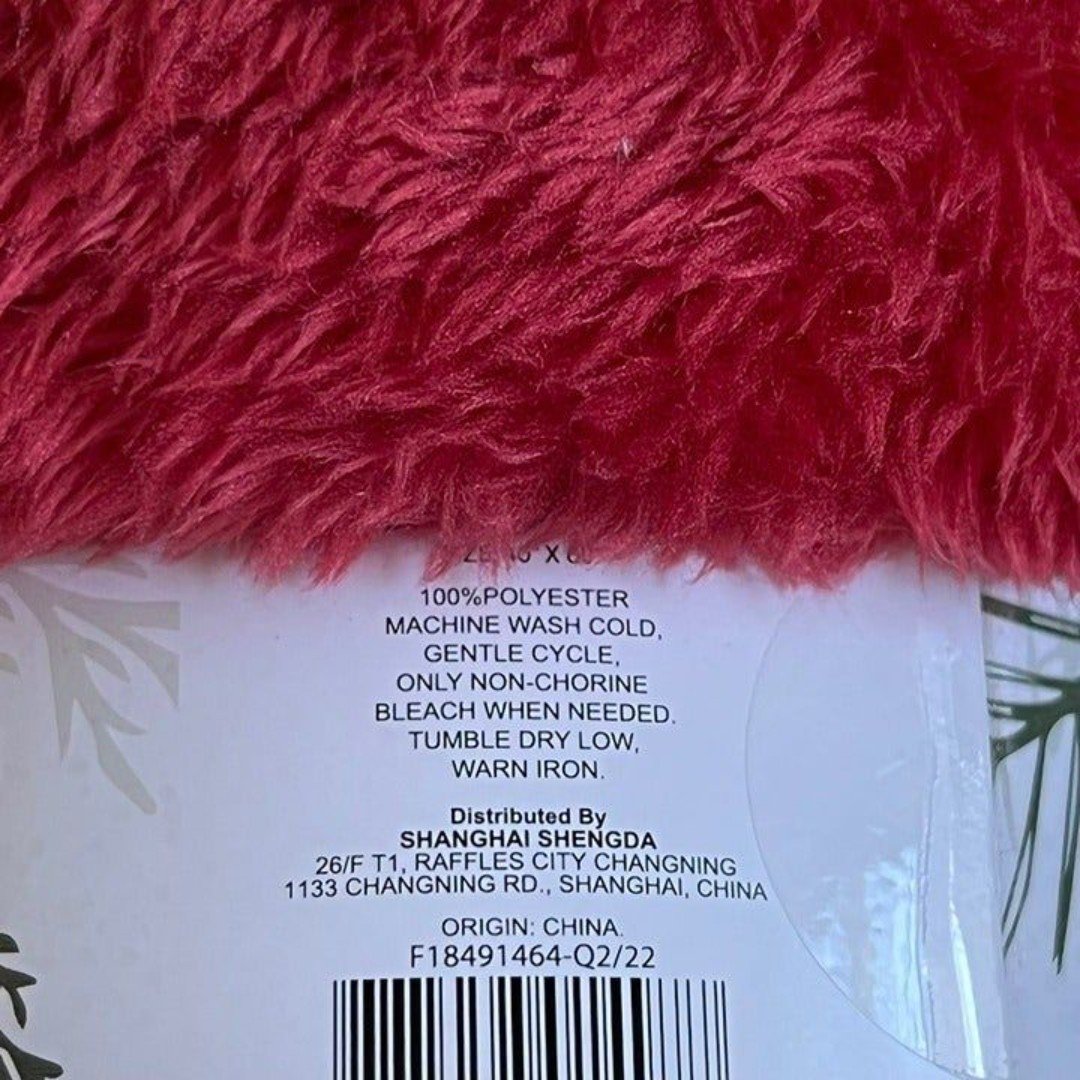 X
100%POLYESTER
MACHINE WASH COLD,
GENTLE CYCLE,
ONLY NON-CHORINE
BLEACH WHEN NEEDED.
TUMBLE DRY LOW,
WARN IRON.
Distributed By
SHANGHAI SHENGDA
26/F T1, RAFFLES CITY CHANGNING
1133 CHANGNING RD., SHANGHAI, CHINA
ORIGIN: CHINA.
F18491464-Q2/22